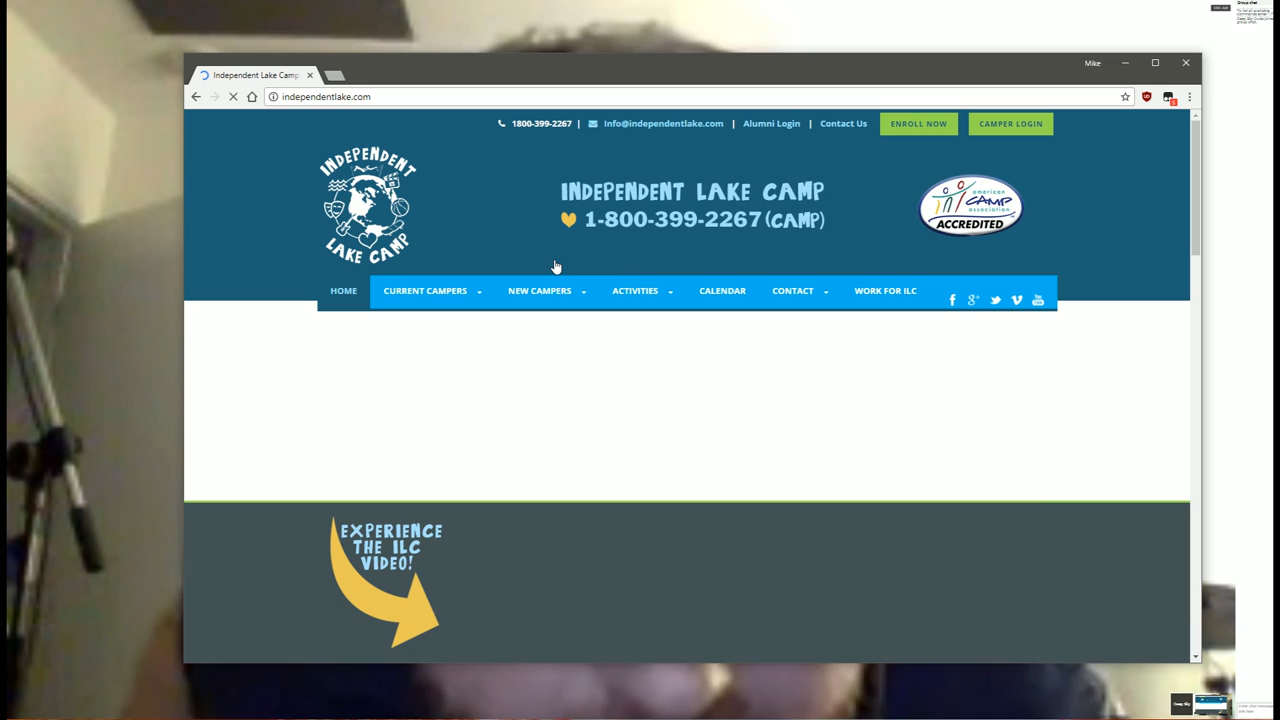 Group chat
Mike
Independent Lake Camp
independentlake.com
1800-399-2267 | Info@independentlake.com | Alumni Login | Contact Us ENROLL NOW CAMPER LOGIN
INDEPENDENT
LAKE CAMP
INDEPENDENT LAKE CAMP
1-800-399-2267 (CAMP)
american
CAMP
association
ACCREDITED
HOME CURRENT CAMPERS NEW CAMPERS ACTIVITIES CALENDAR CONTACT WORK FOR ILC
EXPERIENCE
THE ILC
VIDEO!